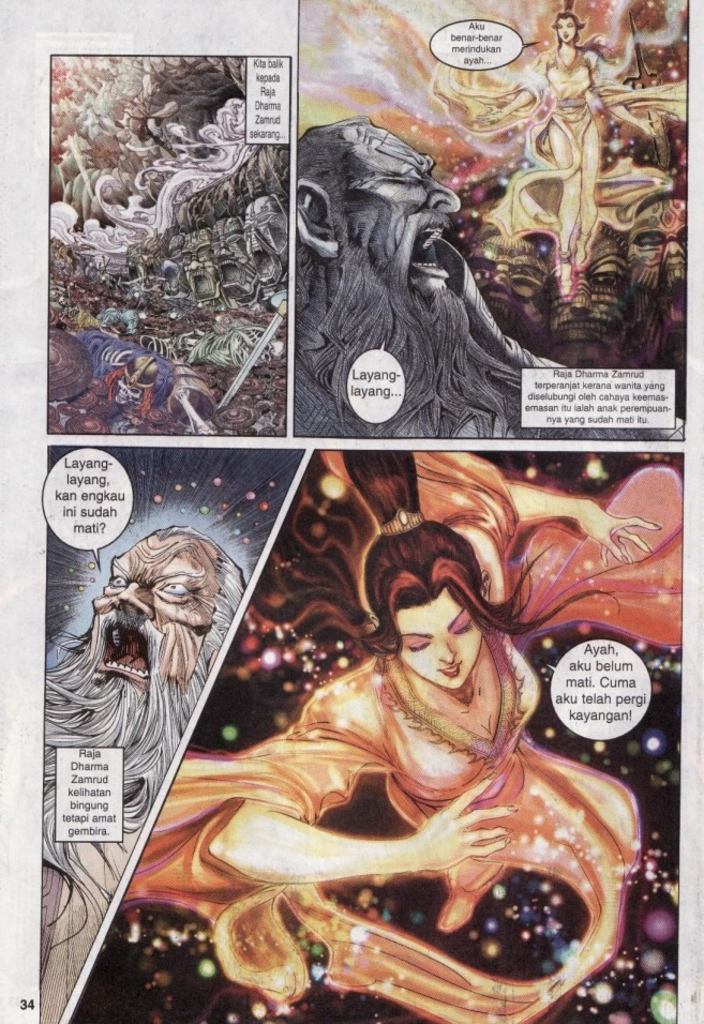 Kita balik
kepada
Raja
Dharma
Zamrud
sekarang...
Aku
benar-benar
merindukan
ayah...
Layang-
layang...
Raja Dharma Zamrud
terperanjat kerana wanita yang
diselubungi oleh cahaya keemas-
emasan itu ialah anak perempuan-
nya yang sudah mati itu.
Layang-
layang,
kan engkau
ini sudah
mati?
Raja
Dharma
Zamrud
kelihatan
bingung
tetapi amat
gembira.
Ayah,
aku belum
mati. Cuma
aku telah pergi
kayangan!
34